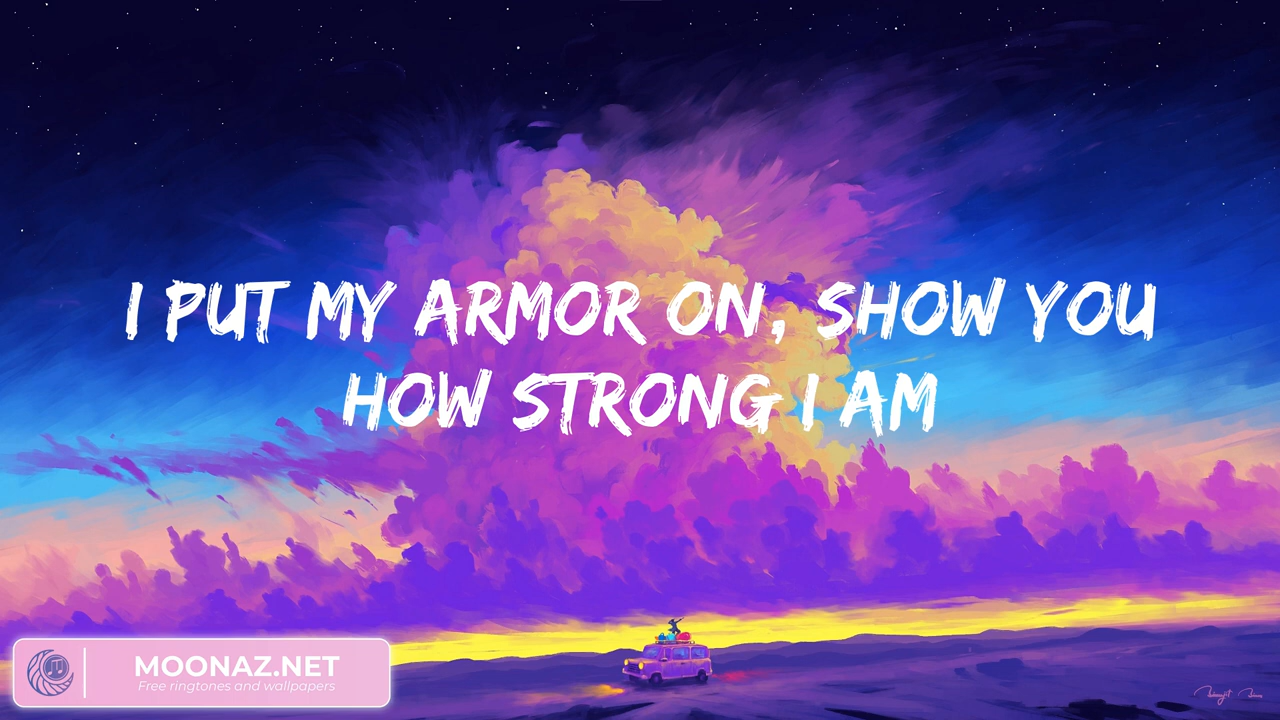 I PUT MY ARMOR ON, SHOW YOU
HOW STRONG I AM
MOONAZ.NET
Free ringtones and wallpapers